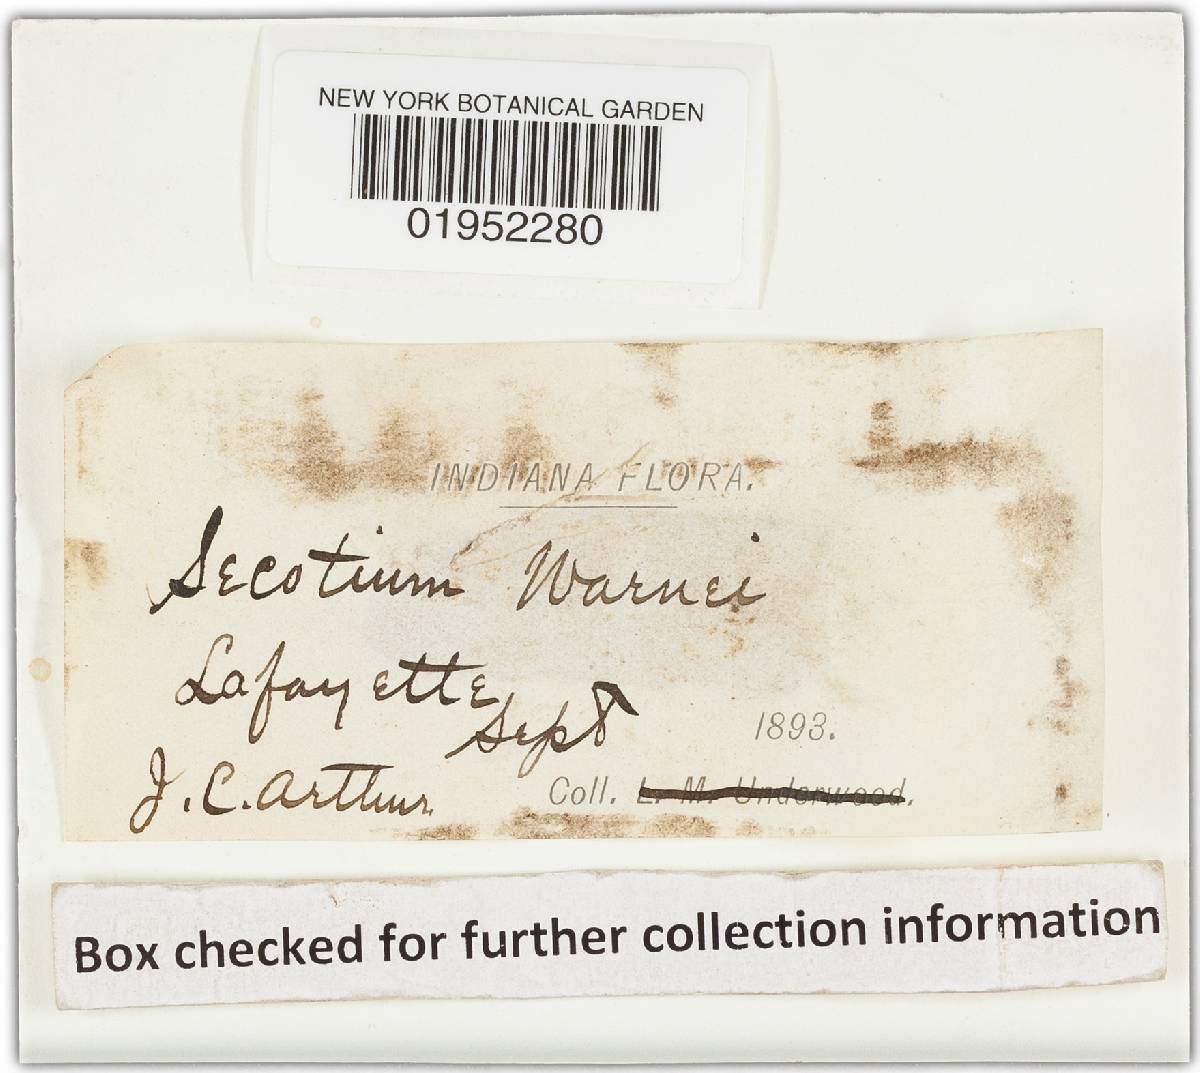 NEW YORK BOTANICAL GARDEN
01952280
INDIANA FLORA.
Secotium Warnei
Lafayette
Sept 1893.
J. C. Arthur Coll. L. M. Underwood.
Box checked for further collection information